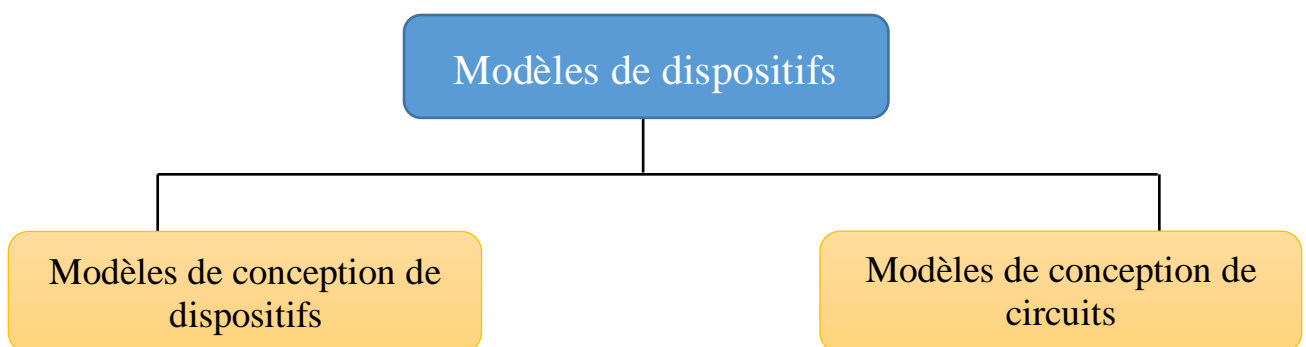 Modèles de dispositifs
Modèles de conception de
dispositifs
Modèles de conception de
circuits